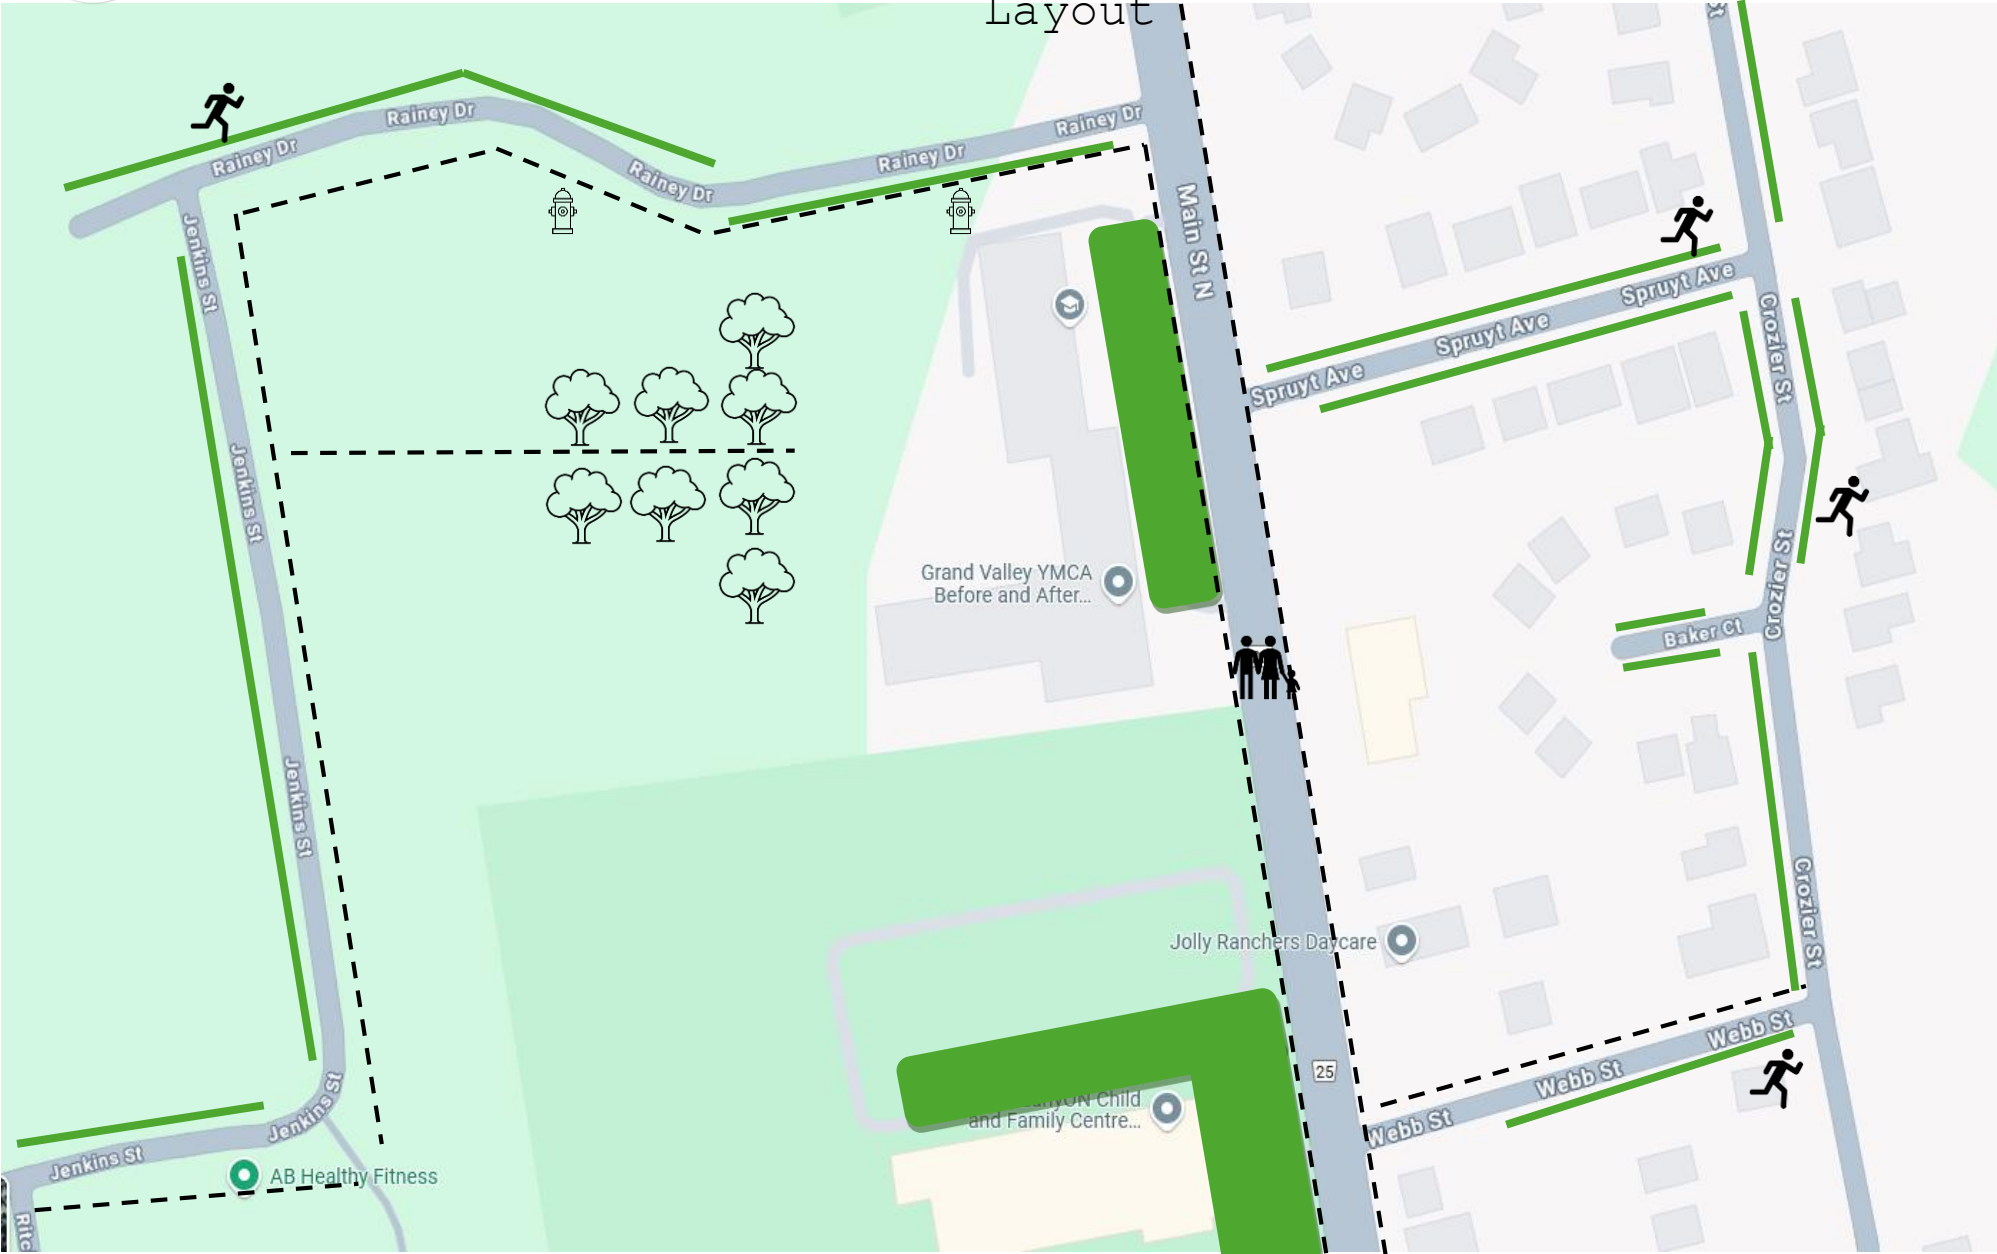 Layout
St
Rainey Dr
Rainey Dr
Rainey Dr
Rainey Dr
Rainey Dr
Main St N
Jenkins St
Jenkins St
Jenkins St
Jenkins St
Jenkins St
Spruyt Ave
Spruyt Ave
Spruyt Ave
Crozier St
Crozier St
Crozier St
Baker Ct
Grand Valley YMCA
Before and After...
Jolly Ranchers Daycare
25
Webb St
Webb St
Webb St
Child
and Family Centre...
AB Healthy Fitness